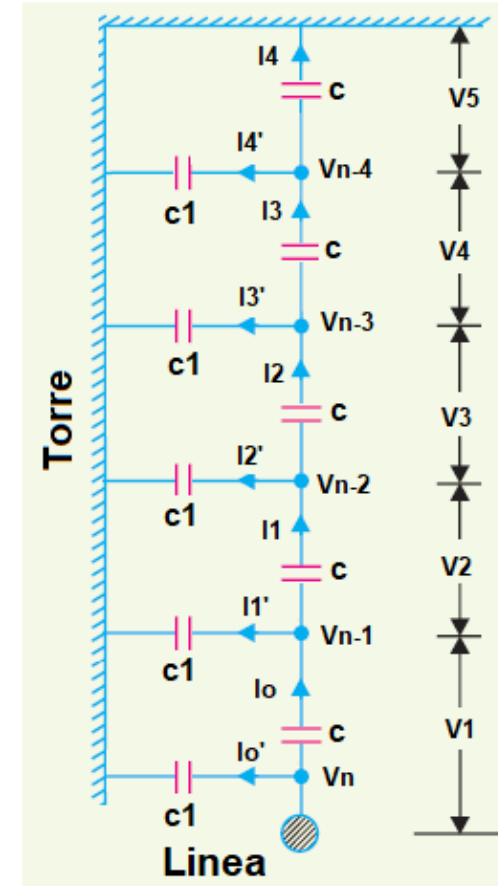 I4
c
V5
I4'
Vn-4
c1
I3
c
V4
I3'
Vn-3
c1
I2
Torre
c
V3
I2'
Vn-2
c1
I1
c
V2
I1'
Vn-1
c1
Io
c
V1
Io'
Vn
c1
Linea